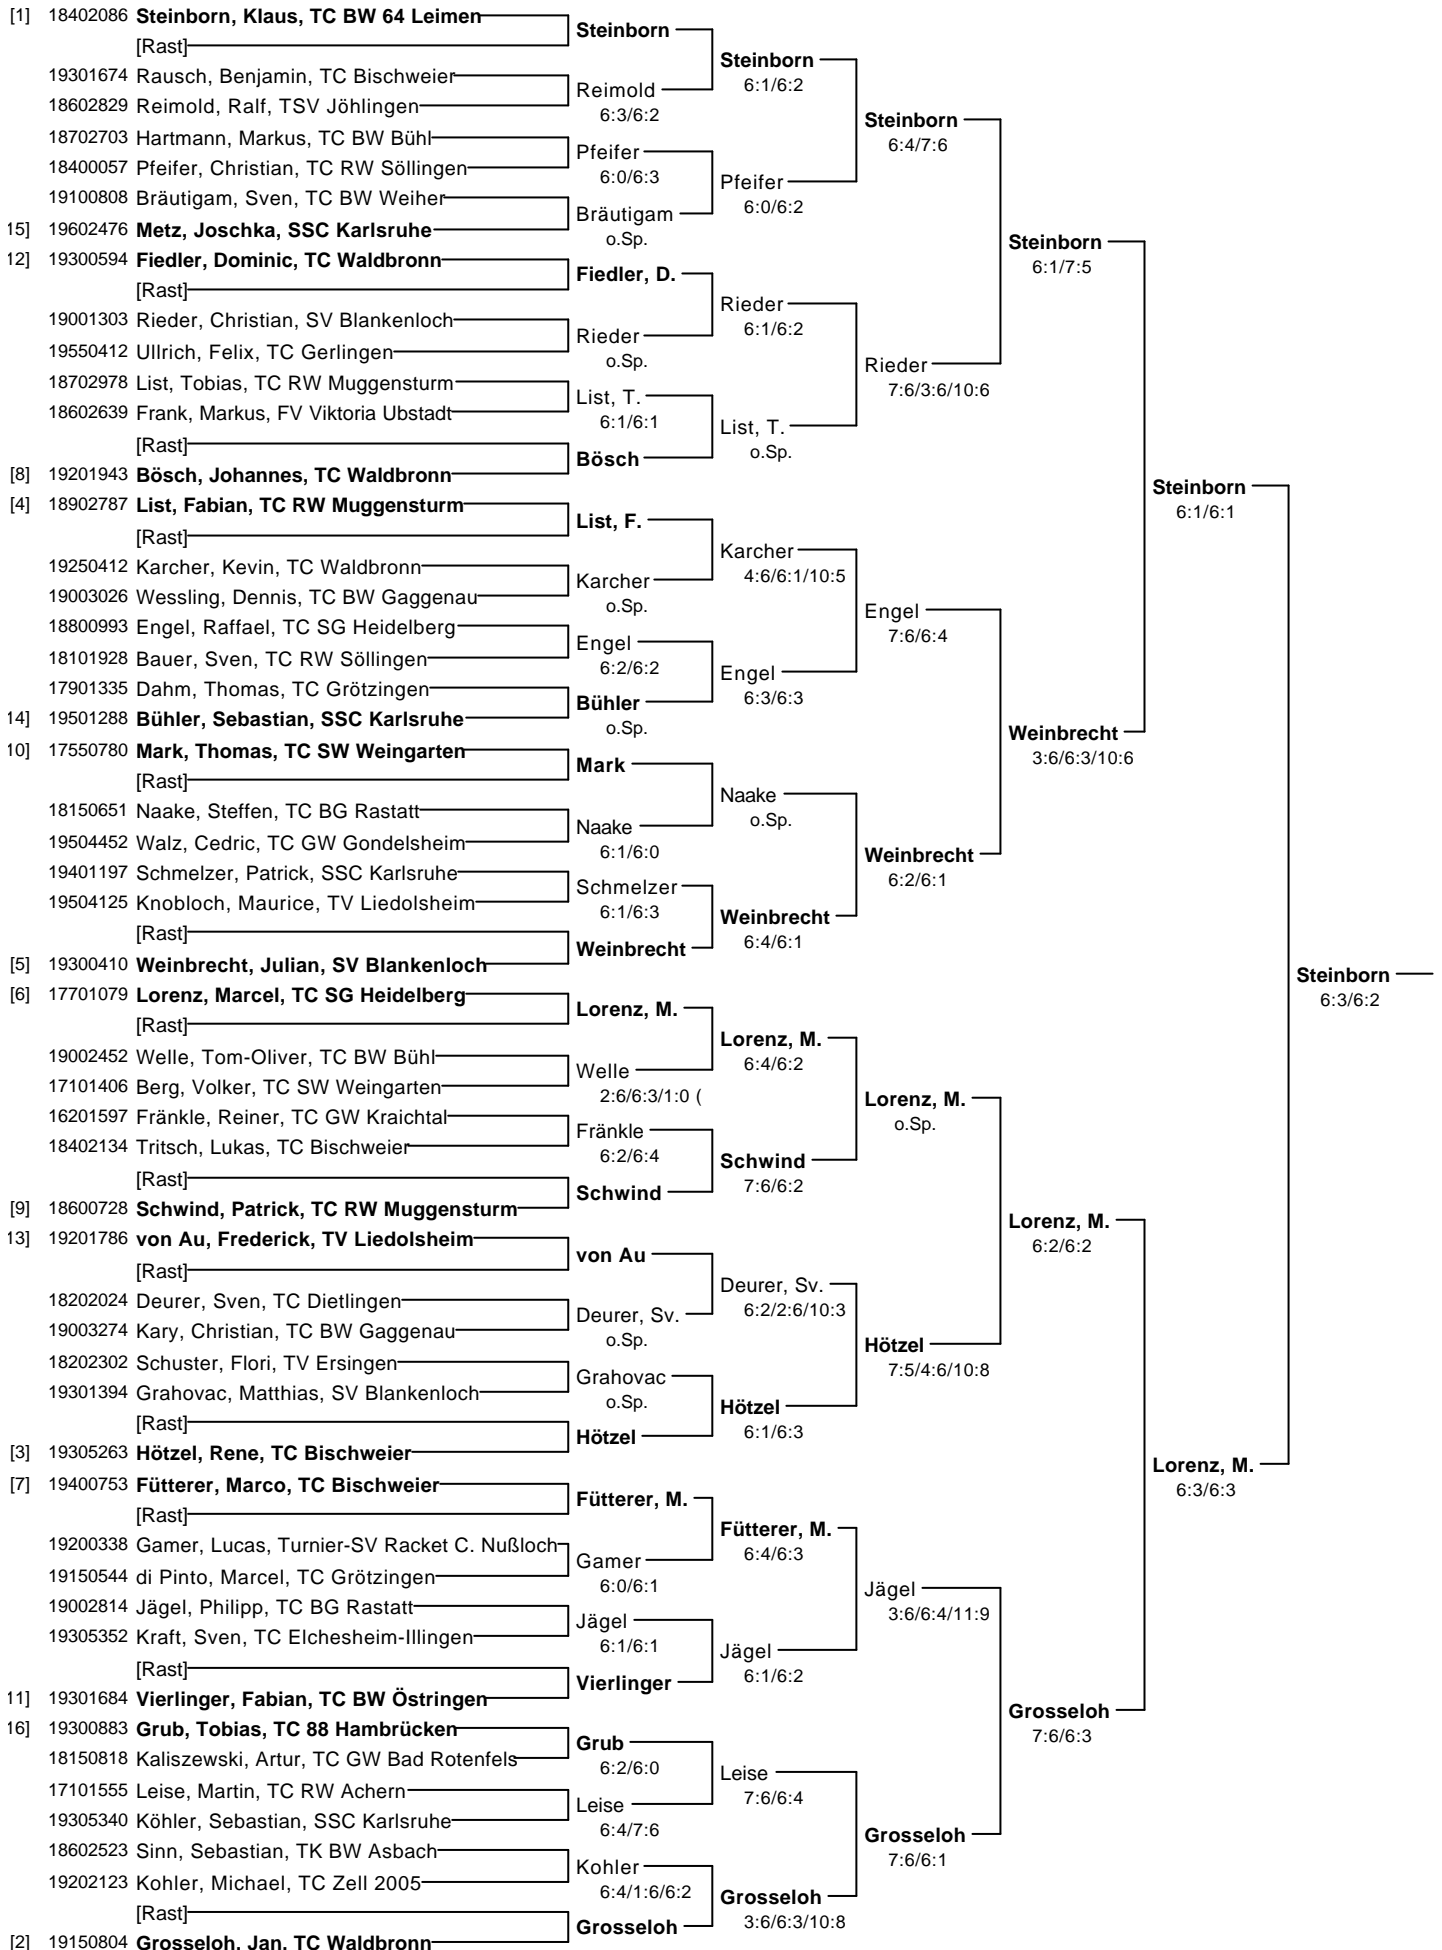 [1] 18402086 Steinborn, Klaus, TC BW 64 Leimen
[Rast]
19301674 Rausch, Benjamin, TC Bischweier
18602829 Reimold, Ralf, TSV Jöhlingen
18702703 Hartmann, Markus, TC BW Bühl
18400057 Pfeifer, Christian, TC RW Söllingen
19100808 Bräutigam, Sven, TC BW Weiher
15] 19602476 Metz, Joschka, SSC Karlsruhe
12] 19300594 Fiedler, Dominic, TC Waldbronn
[Rast]
19001303 Rieder, Christian, SV Blankenloch
19550412 Ullrich, Felix, TC Gerlingen
18702978 List, Tobias, TC RW Muggensturm
18602639 Frank, Markus, FV Viktoria Ubstadt
[Rast]
[8] 19201943 Bösch, Johannes, TC Waldbronn
[4] 18902787 List, Fabian, TC RW Muggensturm
[Rast]
19250412 Karcher, Kevin, TC Waldbronn
19003026 Wessling, Dennis, TC BW Gaggenau
18800993 Engel, Raffael, TC SG Heidelberg
18101928 Bauer, Sven, TC RW Söllingen
17901335 Dahm, Thomas, TC Grötzingen
14] 19501288 Bühler, Sebastian, SSC Karlsruhe
10] 17550780 Mark, Thomas, TC SW Weingarten
[Rast]
18150651 Naake, Steffen, TC BG Rastatt
19504452 Walz, Cedric, TC GW Gondelsheim
19401197 Schmelzer, Patrick, SSC Karlsruhe
19504125 Knobloch, Maurice, TV Liedolsheim
[Rast]
[5] 19300410 Weinbrecht, Julian, SV Blankenloch
[6] 17701079 Lorenz, Marcel, TC SG Heidelberg
[Rast]
19002452 Welle, Tom-Oliver, TC BW Bühl
17101406 Berg, Volker, TC SW Weingarten
16201597 Fränkle, Reiner, TC GW Kraichtal
18402134 Tritsch, Lukas, TC Bischweier
[Rast]
[9] 18600728 Schwind, Patrick, TC RW Muggensturm
13] 19201786 von Au, Frederick, TV Liedolsheim
[Rast]
18202024 Deurer, Sven, TC Dietlingen
19003274 Kary, Christian, TC BW Gaggenau
18202302 Schuster, Flori, TV Ersingen
19301394 Grahovac, Matthias, SV Blankenloch
[Rast]
[3] 19305263 Hötzel, Rene, TC Bischweier
[7] 19400753 Fütterer, Marco, TC Bischweier
[Rast]
19200338 Gamer, Lucas, Turnier-SV Racket C. Nußloch
19150544 di Pinto, Marcel, TC Grötzingen
19002814 Jägel, Philipp, TC BG Rastatt
19305352 Kraft, Sven, TC Elchesheim-Illingen
[Rast]
11] 19301684 Vierlinger, Fabian, TC BW Östringen
16] 19300883 Grub, Tobias, TC 88 Hambrücken
18150818 Kaliszewski, Artur, TC GW Bad Rotenfels
17101555 Leise, Martin, TC RW Achern
19305340 Köhler, Sebastian, SSC Karlsruhe
18602523 Sinn, Sebastian, TK BW Asbach
19202123 Kohler, Michael, TC Zell 2005
[Rast]
[2] 19150804 Grosseloh, Jan, TC Waldbronn
Steinborn
Reimold
6:3/6:2
Pfeifer
6:0/6:3
Bräutigam
o.Sp.
Fiedler, D.
Rieder
o.Sp.
List, T.
6:1/6:1
Bösch
List, F.
Karcher
o.Sp.
Engel
6:2/6:2
Bühler
o.Sp.
Mark
Naake
6:1/6:0
Schmelzer
6:1/6:3
Weinbrecht
Lorenz, M.
Welle
2:6/6:3/1:0 (
Fränkle
6:2/6:4
Schwind
von Au
Deurer, Sv.
o.Sp.
Grahovac
o.Sp.
Hötzel
Fütterer, M.
Gamer
6:0/6:1
Jägel
6:1/6:1
Vierlinger
Grub
6:2/6:0
Leise
6:4/7:6
Kohler
6:4/1:6/6:2
Grosseloh
Steinborn
6:1/6:2
Pfeifer
6:0/6:2
Rieder
6:1/6:2
List, T.
o.Sp.
Karcher
4:6/6:1/10:5
Engel
6:3/6:3
Naake
o.Sp.
Weinbrecht
6:4/6:1
Lorenz, M.
6:4/6:2
Schwind
7:6/6:2
Deurer, Sv.
6:2/2:6/10:3
Hötzel
6:1/6:3
Fütterer, M.
6:4/6:3
Jägel
6:1/6:2
Leise
7:6/6:4
Grosseloh
3:6/6:3/10:8
Steinborn
6:4/7:6
Rieder
7:6/3:6/10:6
Engel
7:6/6:4
Weinbrecht
6:2/6:1
Lorenz, M.
o.Sp.
Hötzel
7:5/4:6/10:8
Jägel
3:6/6:4/11:9
Grosseloh
7:6/6:1
Steinborn
6:1/7:5
Weinbrecht
3:6/6:3/10:6
Lorenz, M.
6:2/6:2
Grosseloh
7:6/6:3
Steinborn
6:1/6:1
Lorenz, M.
6:3/6:3
Steinborn
6:3/6:2